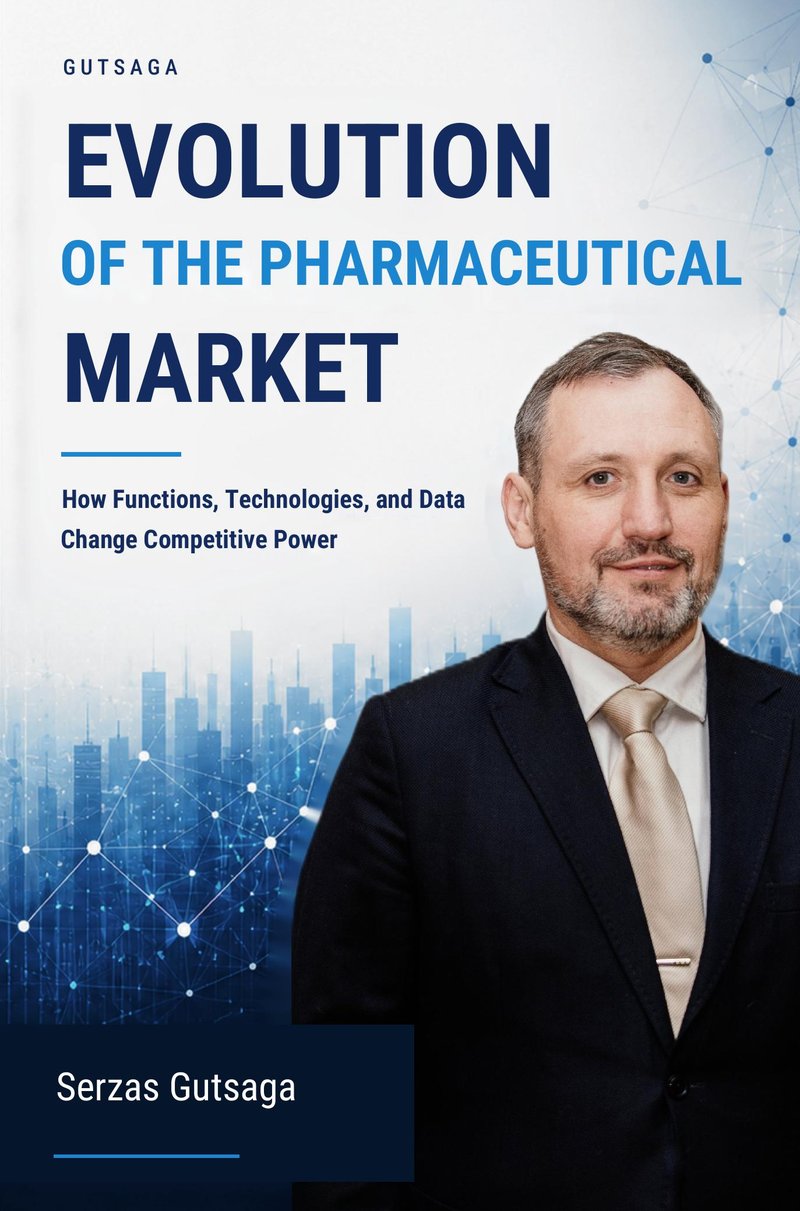 GUTSAGA
EVOLUTION
OF THE PHARMACEUTICAL
MARKET
How Functions, Technologies, and Data
Change Competitive Power
Serzas Gutsaga